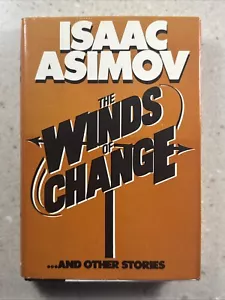 ISAAC
ASIMOV
THE
WINDS
OF
CHANGE
...AND OTHER STORIES